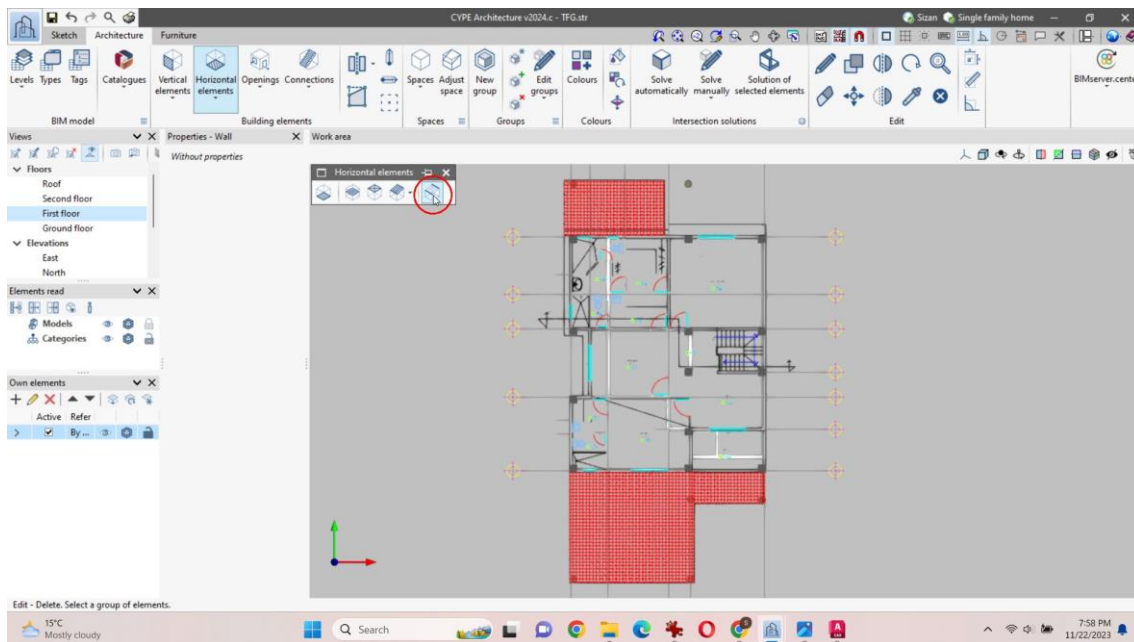 CYPE Architecture v2024.c - TFG.str
Sizan
Single family home
Sketch
Architecture
Furniture
Levels
Types
Tags
Catalogues
Vertical elements
Horizontal elements
Openings
Connections
Spaces
Adjust space
New group
Edit groups
Colours
Solve automatically
Solve manually
Solution of selected elements
BIMserver.cente
BIM model
Building elements
Spaces
Groups
Colours
Intersection solutions
Edit
Views
Properties - Wall
Work area
Without properties
Floors
Roof
Second floor
First floor
Ground floor
Elevations
East
North
Horizontal elements
Elements read
Models
Categories
Own elements
Active Refer
By ...
Edit - Delete. Select a group of elements.
15°C
Mostly cloudy
Search
7:58 PM
11/22/2023